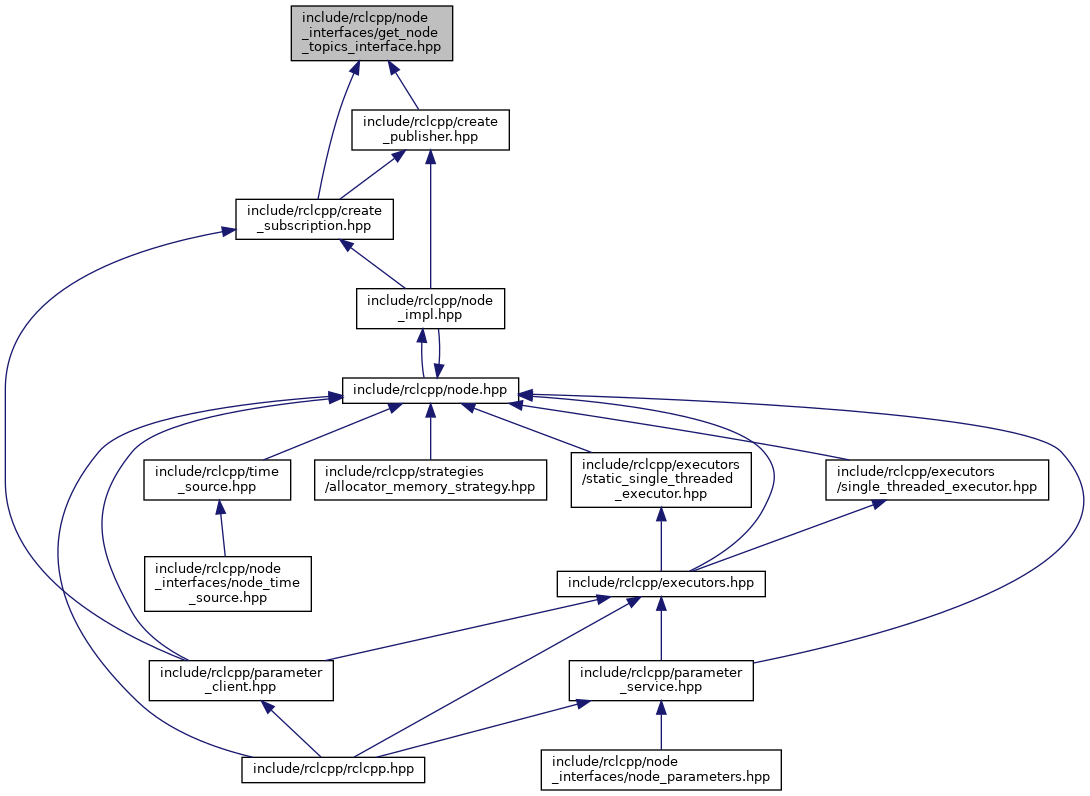 include/rclcpp/node
_interfaces/get_node
_topics_interface.hpp
include/rclcpp/create
_publisher.hpp
include/rclcpp/create
_subscription.hpp
include/rclcpp/node
_impl.hpp
include/rclcpp/node.hpp
include/rclcpp/time
_source.hpp
include/rclcpp/strategies
/allocator_memory_strategy.hpp
include/rclcpp/executors
/static_single_threaded
_executor.hpp
include/rclcpp/executors
/single_threaded_executor.hpp
include/rclcpp/node
_interfaces/node_time
_source.hpp
include/rclcpp/executors.hpp
include/rclcpp/parameter
_client.hpp
include/rclcpp/parameter
_service.hpp
include/rclcpp/rclcpp.hpp
include/rclcpp/node
_interfaces/node_parameters.hpp